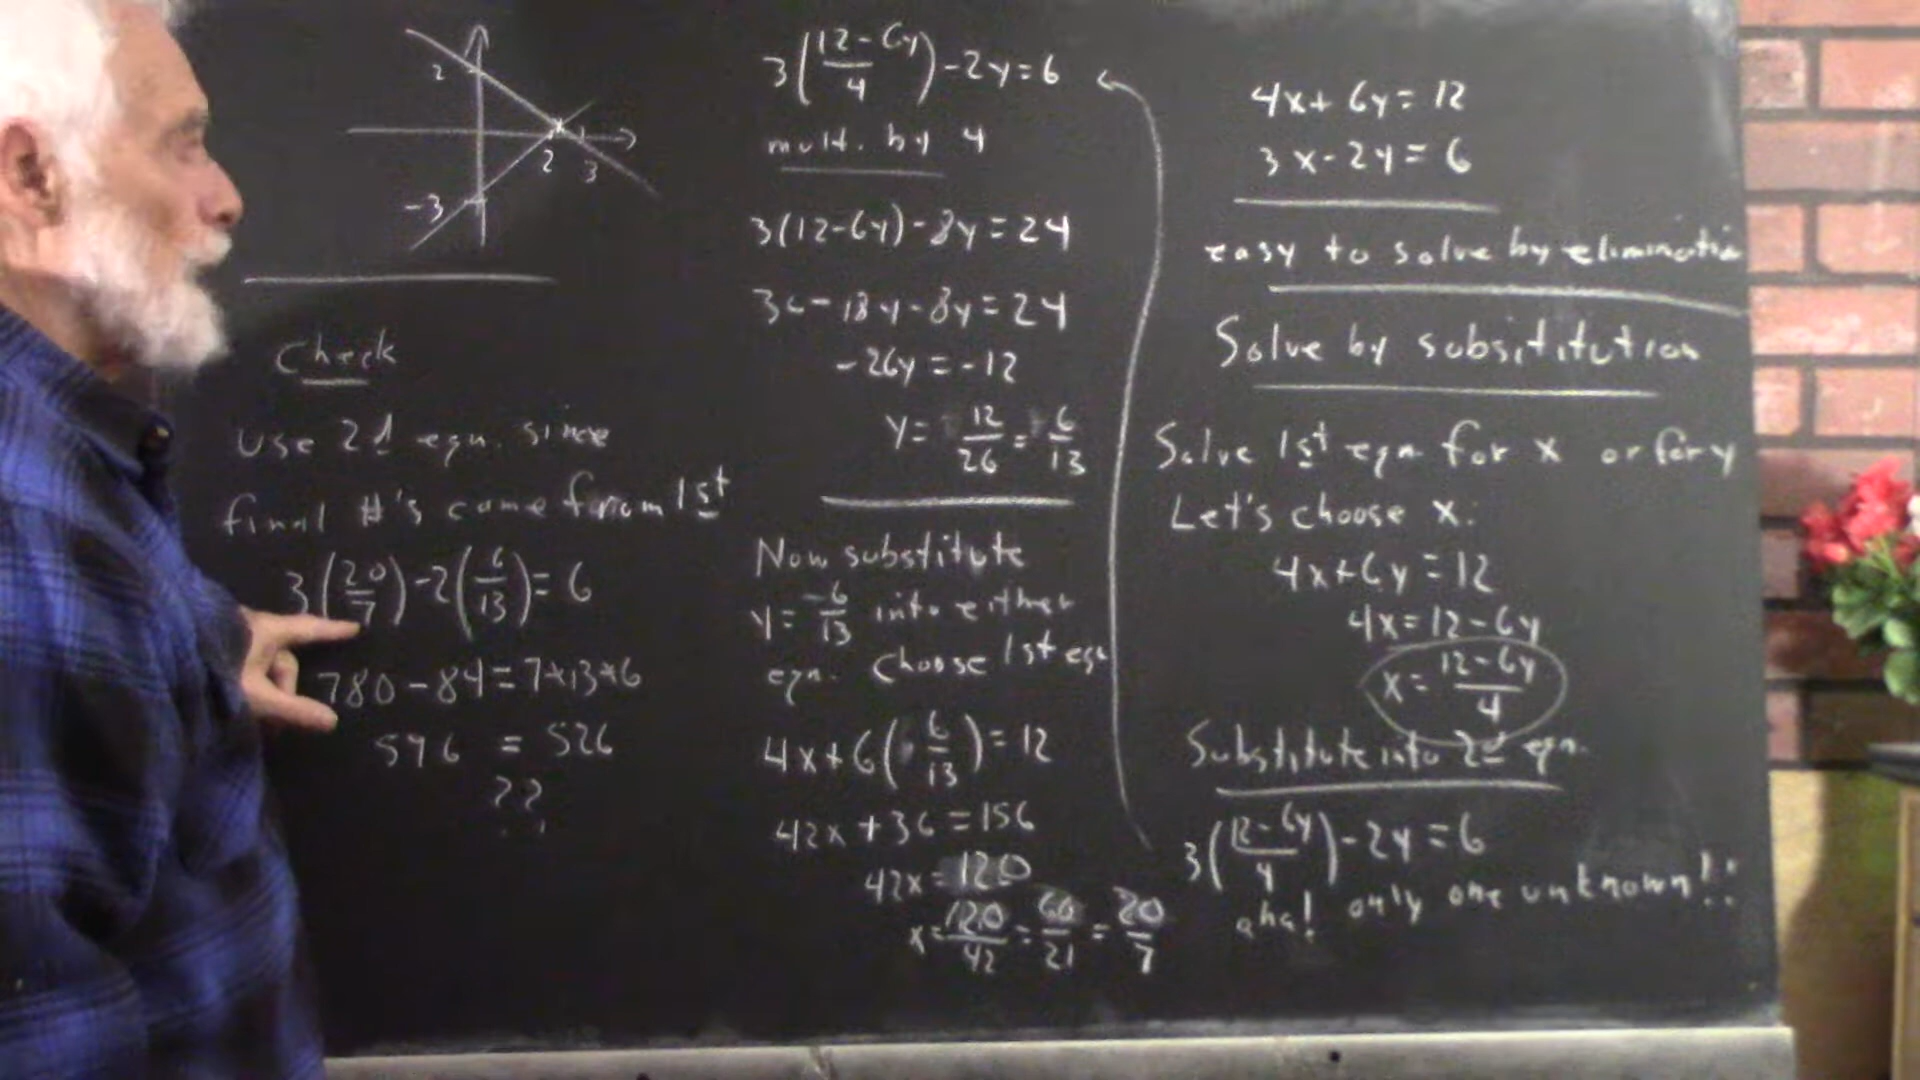 2
2
3
-3
Check
Use 2d eqn. since
final #'s came from 1st
3(20/7)-2(6/13)=6
780-84=7*13*6
596 = 526
??
3(12-6y/4)-2y=6
mult. by 4
3(12-6y)-8y=24
36-18y-8y=24
-26y=-12
y=12/26=6/13
Now substitute
y=-6/13 into either
eqn. Choose 1st eqn
4x+6(6/13)=12
42x+36=156
42x=120
x=120/42=60/21=20/7
4x+6y=12
3x-2y=6
easy to solve by elimination
Solve by subsititution
Solve 1st eqn for x or for y
Let's choose x:
4x+6y=12
4x=12-6y
x=12-6y/4
Substitute into 2d eqn.
3(12-6y/4)-2y=6
aha! only one unknown!!